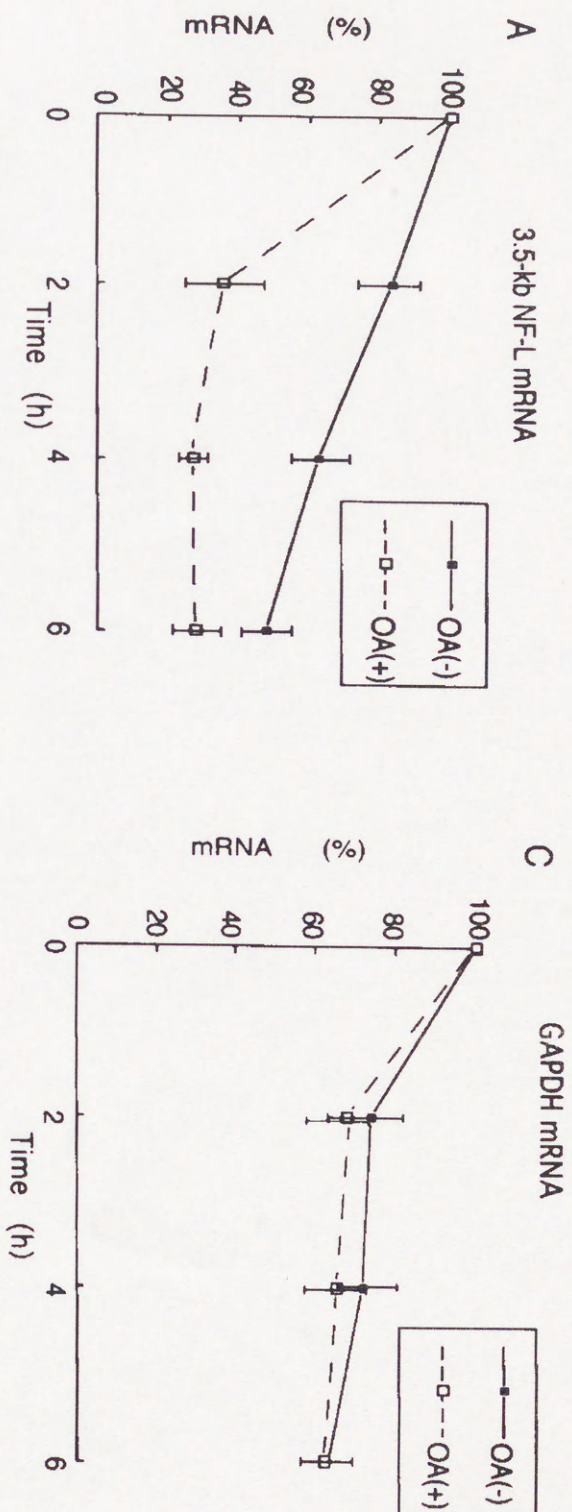 A
3.5-kb NF-L mRNA
mRNA (%)
100
80
60
40
20
0
0 2 4 6
Time (h)
OA(-)
OA(+)
C
GAPDH mRNA
mRNA (%)
100
80
60
40
20
0
0 2 4 6
Time (h)
OA(-)
OA(+)